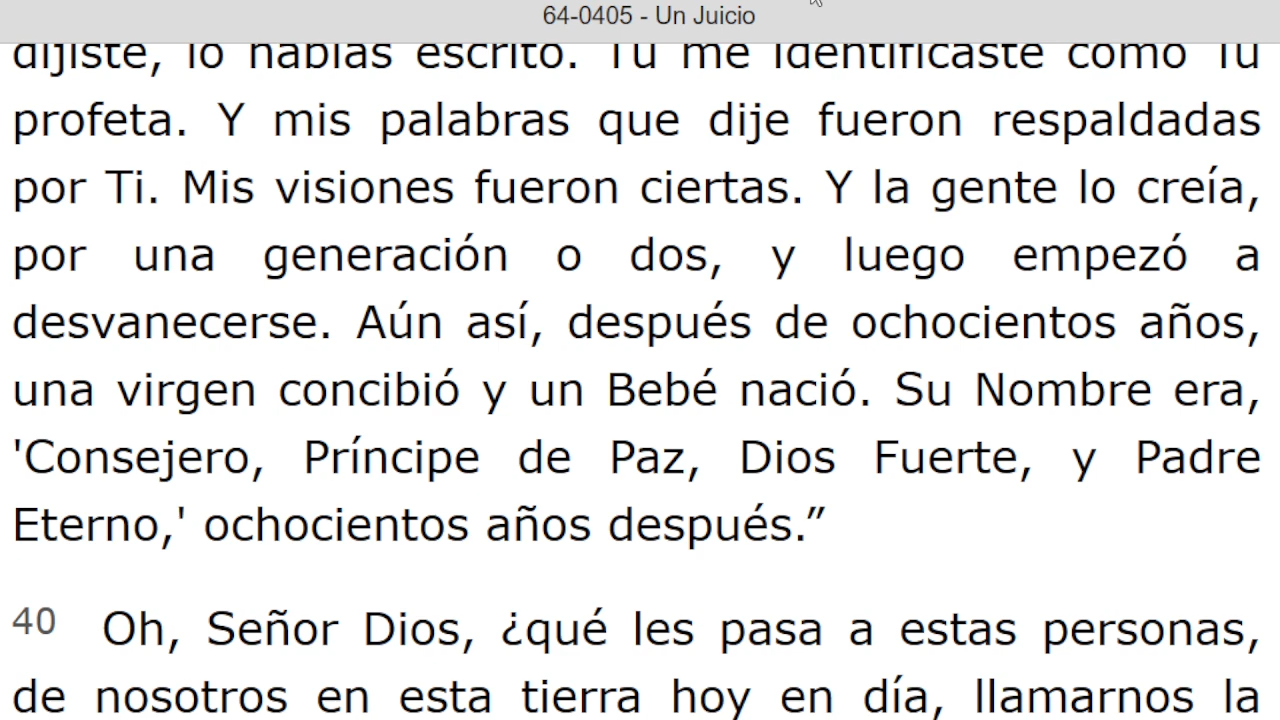 64-0405 - Un Juicio
dijiste, lo habías escrito. Tú me identificaste como Tu
profeta. Y mis palabras que dije fueron respaldadas
por Ti. Mis visiones fueron ciertas. Y la gente lo creía,
por una generación o dos, y luego empezó a
desvanecerse. Aún así, después de ochocientos años,
una virgen concibió y un Bebé nació. Su Nombre era,
'Consejero, Príncipe de Paz, Dios Fuerte, y Padre
Eterno,' ochocientos años después.”
40 Oh, Señor Dios, ¿qué les pasa a estas personas,
de nosotros en esta tierra hoy en día, llamarnos la